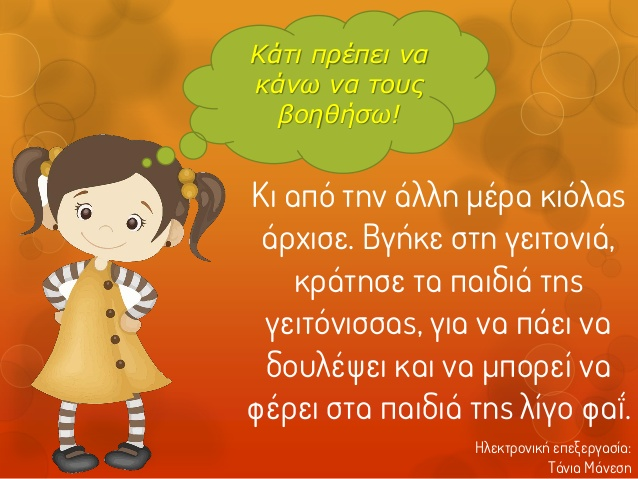 Κάτι πρέπει να
κάνω να τους
βοηθήσω!
Κι από την άλλη μέρα κιόλας
άρχισε. Βγήκε στη γειτονιά,
κράτησε τα παιδιά της
γειτόνισσας, για να πάει να
δουλέψει και να μπορεί να
φέρει στα παιδιά της λίγο φαΐ.
Ηλεκτρονική επεξεργασία:
Τάνια Μάνεση